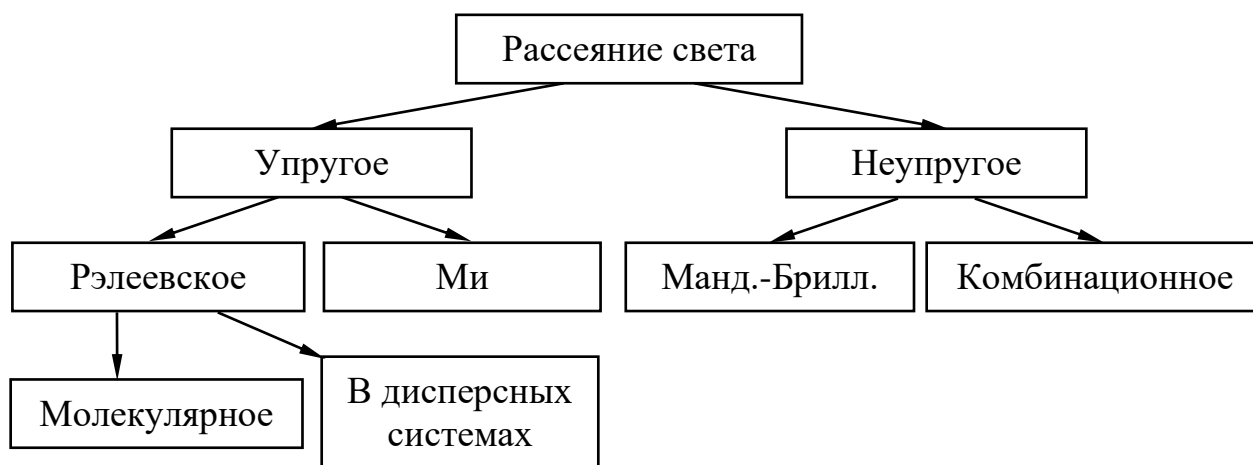 Рассеяние света
Упругое
Неупругое
Рэлеевское
Ми
Манд.-Брилл.
Комбинационное
Молекулярное
В дисперсных
системах